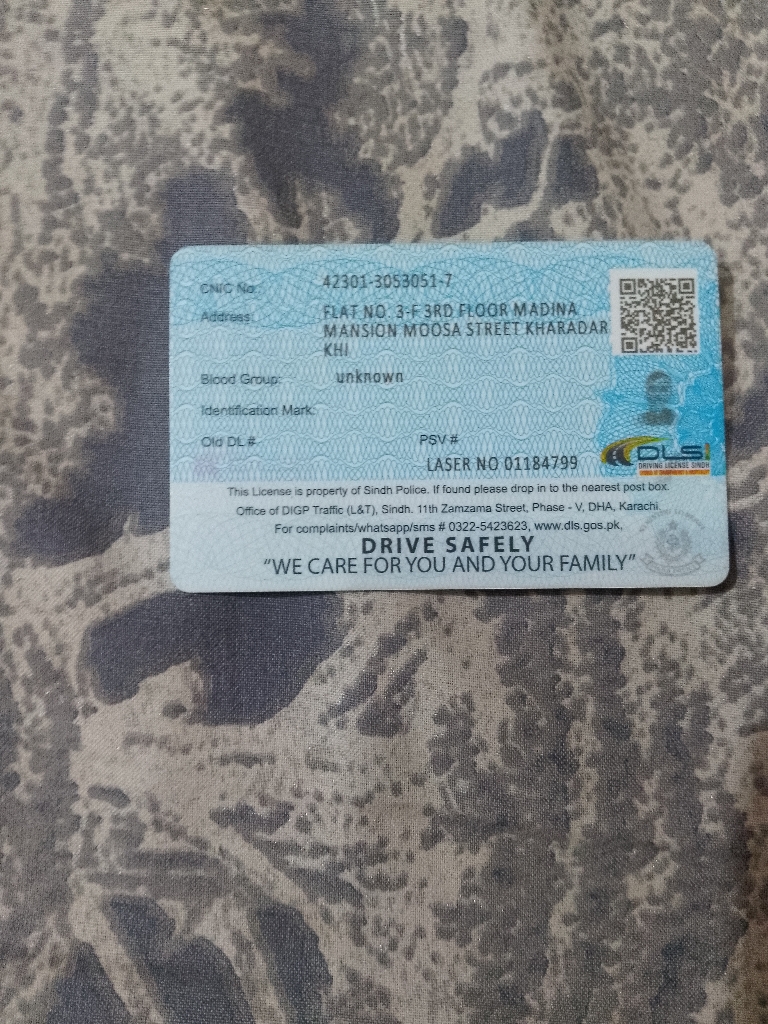 CNIC No.: 42301-3053051-7
Address: FLAT NO. 3-F 3RD FLOOR MADINA
MANSION MOOSA STREET KHARADAR
KHI
Blood Group: unknown
Identification Mark:
Old DL # PSV #
LASER NO 01184799
DLS
DRIVING LICENSE SINDH
This License is property of Sindh Police. If found please drop in to the nearest post box.
Office of DIGP Traffic (L&T), Sindh. 11th Zamzama Street, Phase - V, DHA, Karachi.
For complaints/whatsapp/sms # 0322-5423623, www.dls.gos.pk,
DRIVE SAFELY
“WE CARE FOR YOU AND YOUR FAMILY”